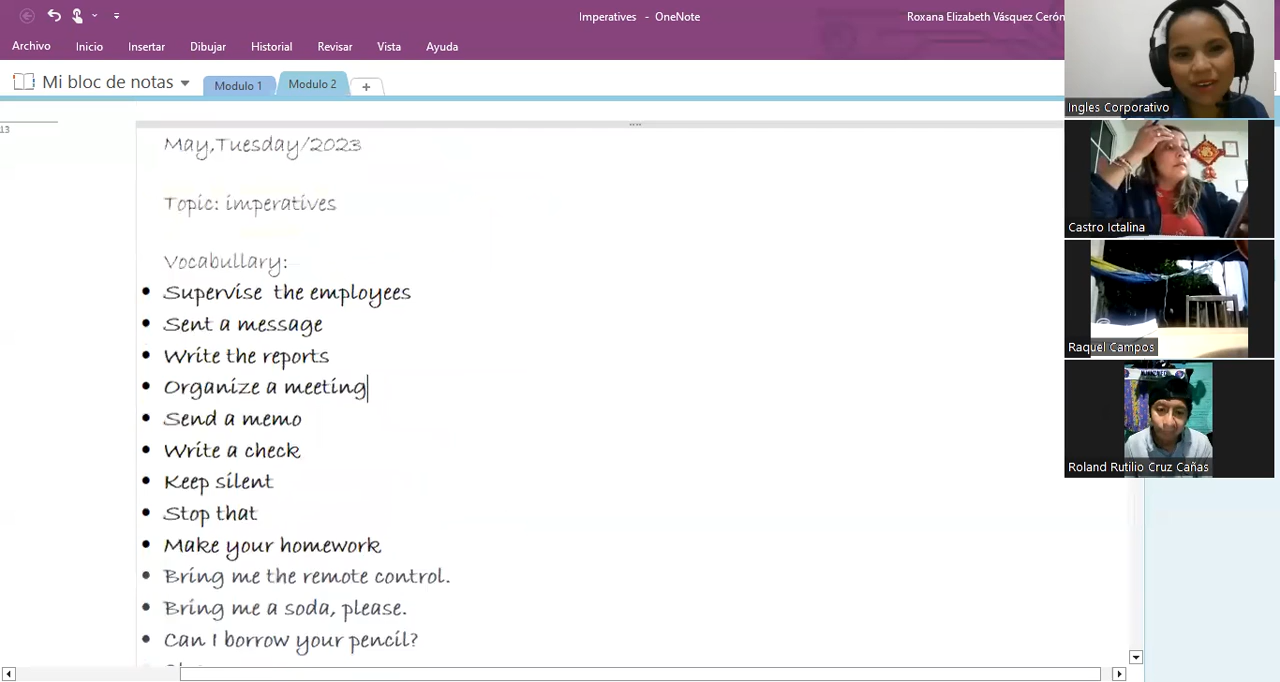 Imperatives - OneNote
Roxana Elizabeth Vásquez Cerón
Archivo Inicio Insertar Dibujar Historial Revisar Vista Ayuda
Mi bloc de notas Modulo 1 Modulo 2 +
13
May,Tuesday/2023
Topic: imperatives
Vocabullary:
• Supervise the employees
• Sent a message
• Write the reports
• Organize a meeting
• Send a memo
• Write a check
• Keep silent
• Stop that
• Make your homework
• Bring me the remote control.
• Bring me a soda, please.
• Can I borrow your pencil?
Ingles Corporativo
Castro Ictalina
Raquel Campos
Roland Rutilio Cruz Cañas